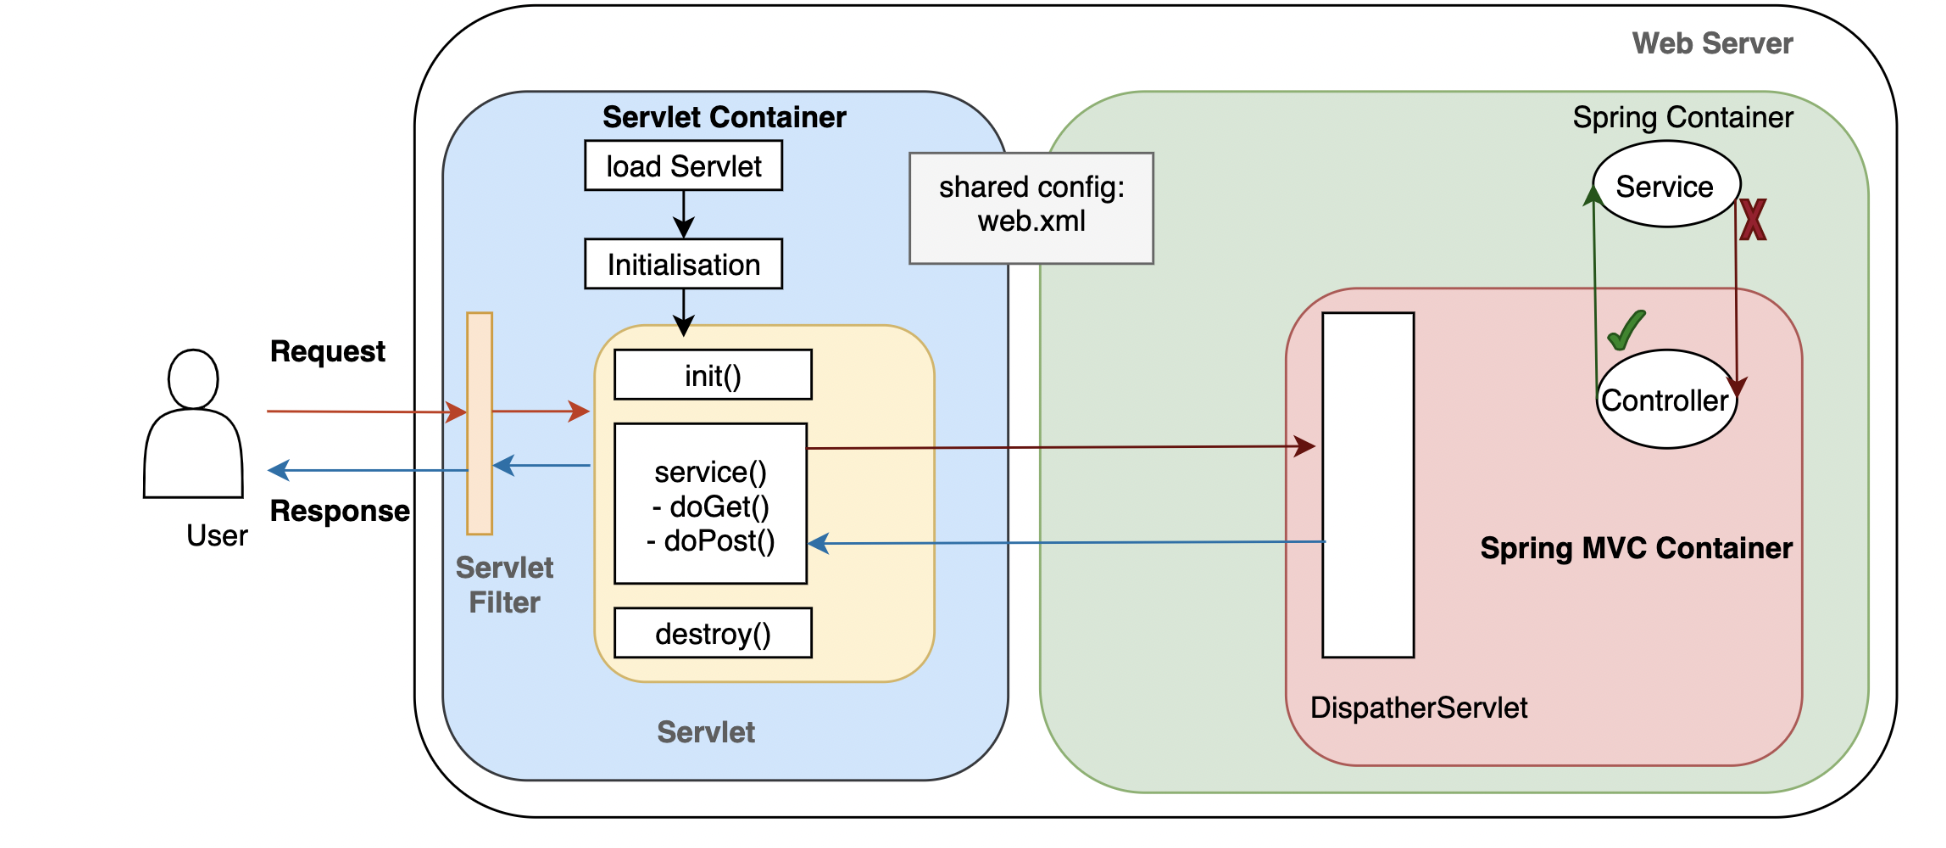 Web Server
Servlet Container
load Servlet
Initialisation
init()
service()
- doGet()
- doPost()
destroy()
Servlet
Servlet
Filter
Request
Response
User
shared config:
web.xml
Spring Container
Service
X
Controller
Spring MVC Container
DispatherServlet